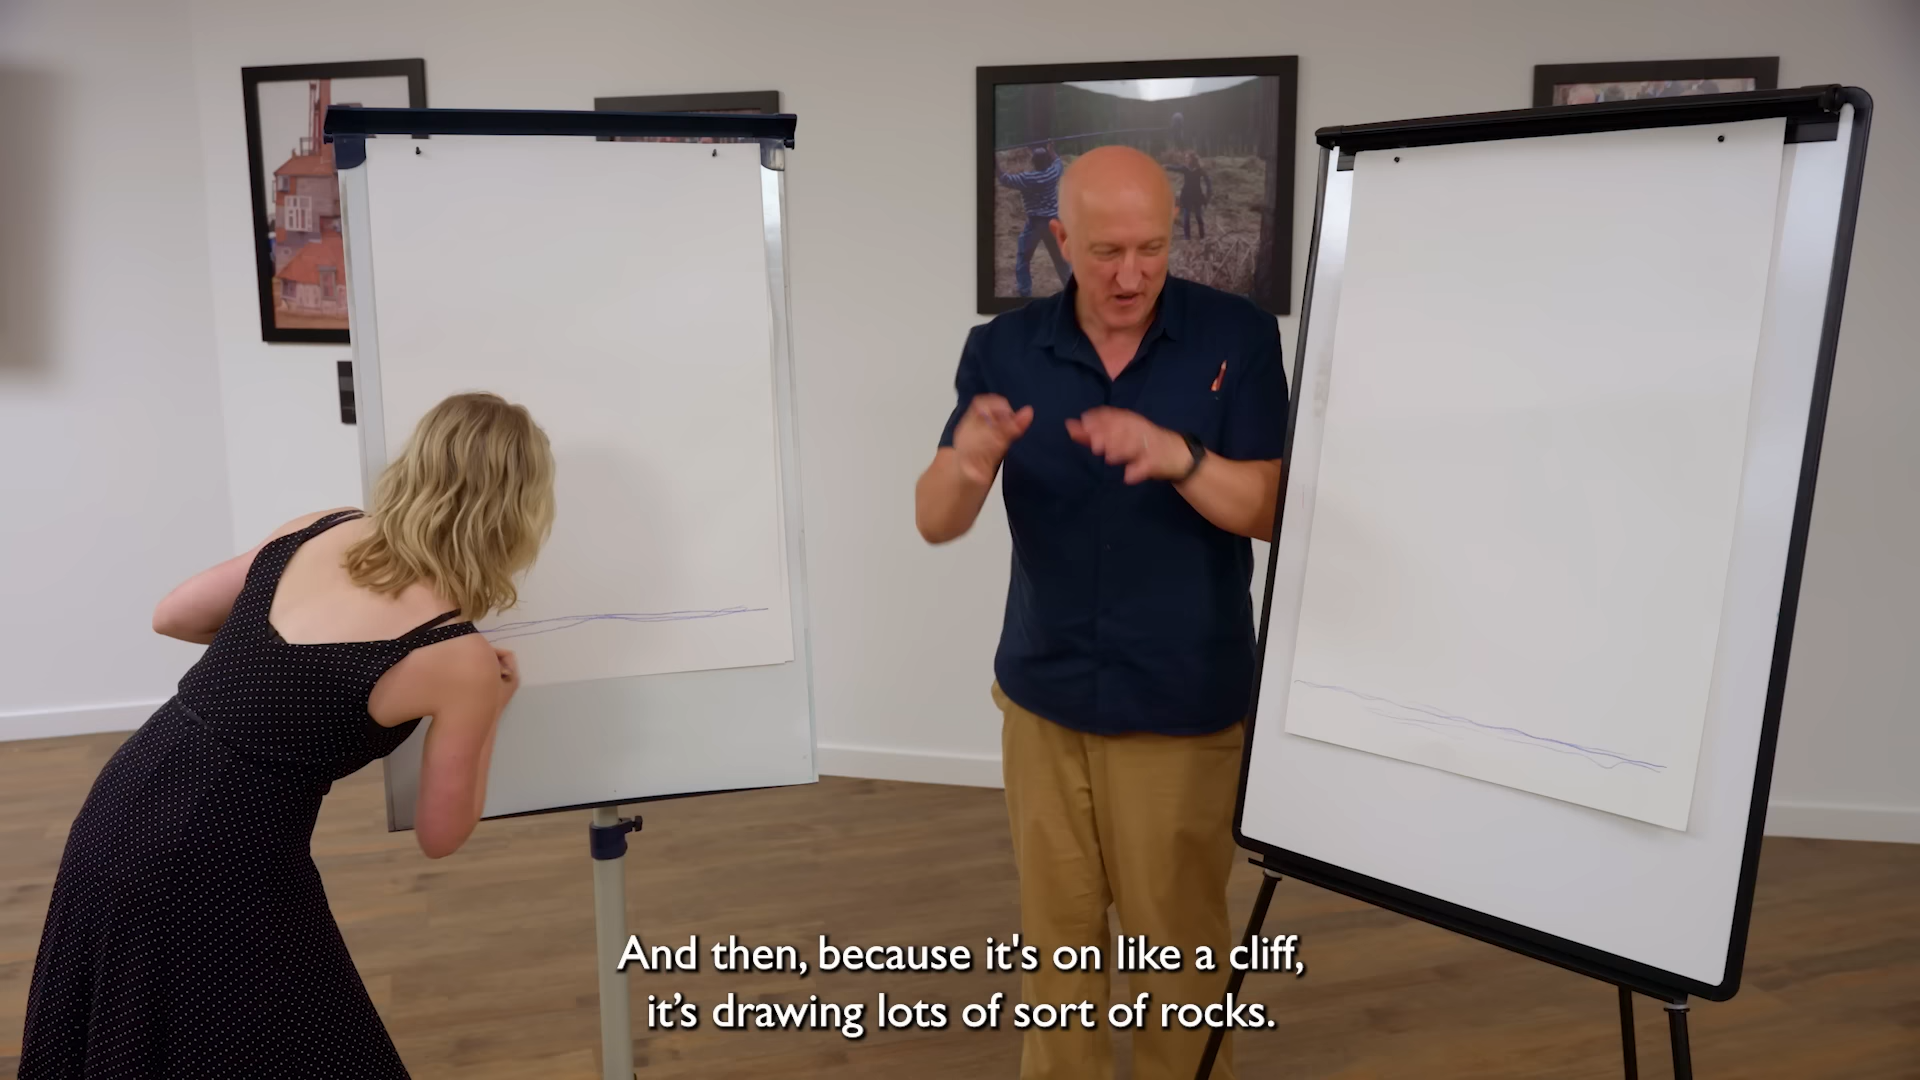 And then, because it's on like a cliff,
it’s drawing lots of sort of rocks.